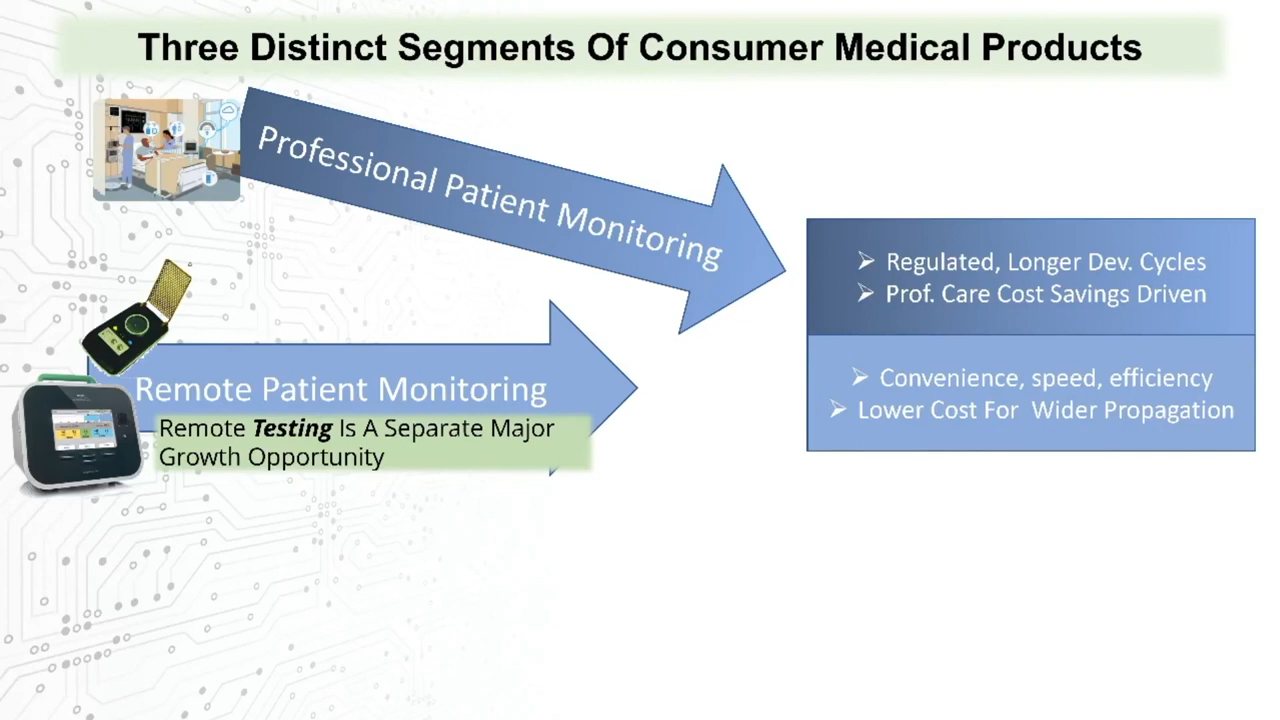 Three Distinct Segments Of Consumer Medical Products
Professional Patient Monitoring
Regulated, Longer Dev. Cycles
Prof. Care Cost Savings Driven
Remote Patient Monitoring
Remote Testing Is A Separate Major
Growth Opportunity
Convenience, speed, efficiency
Lower Cost For Wider Propagation